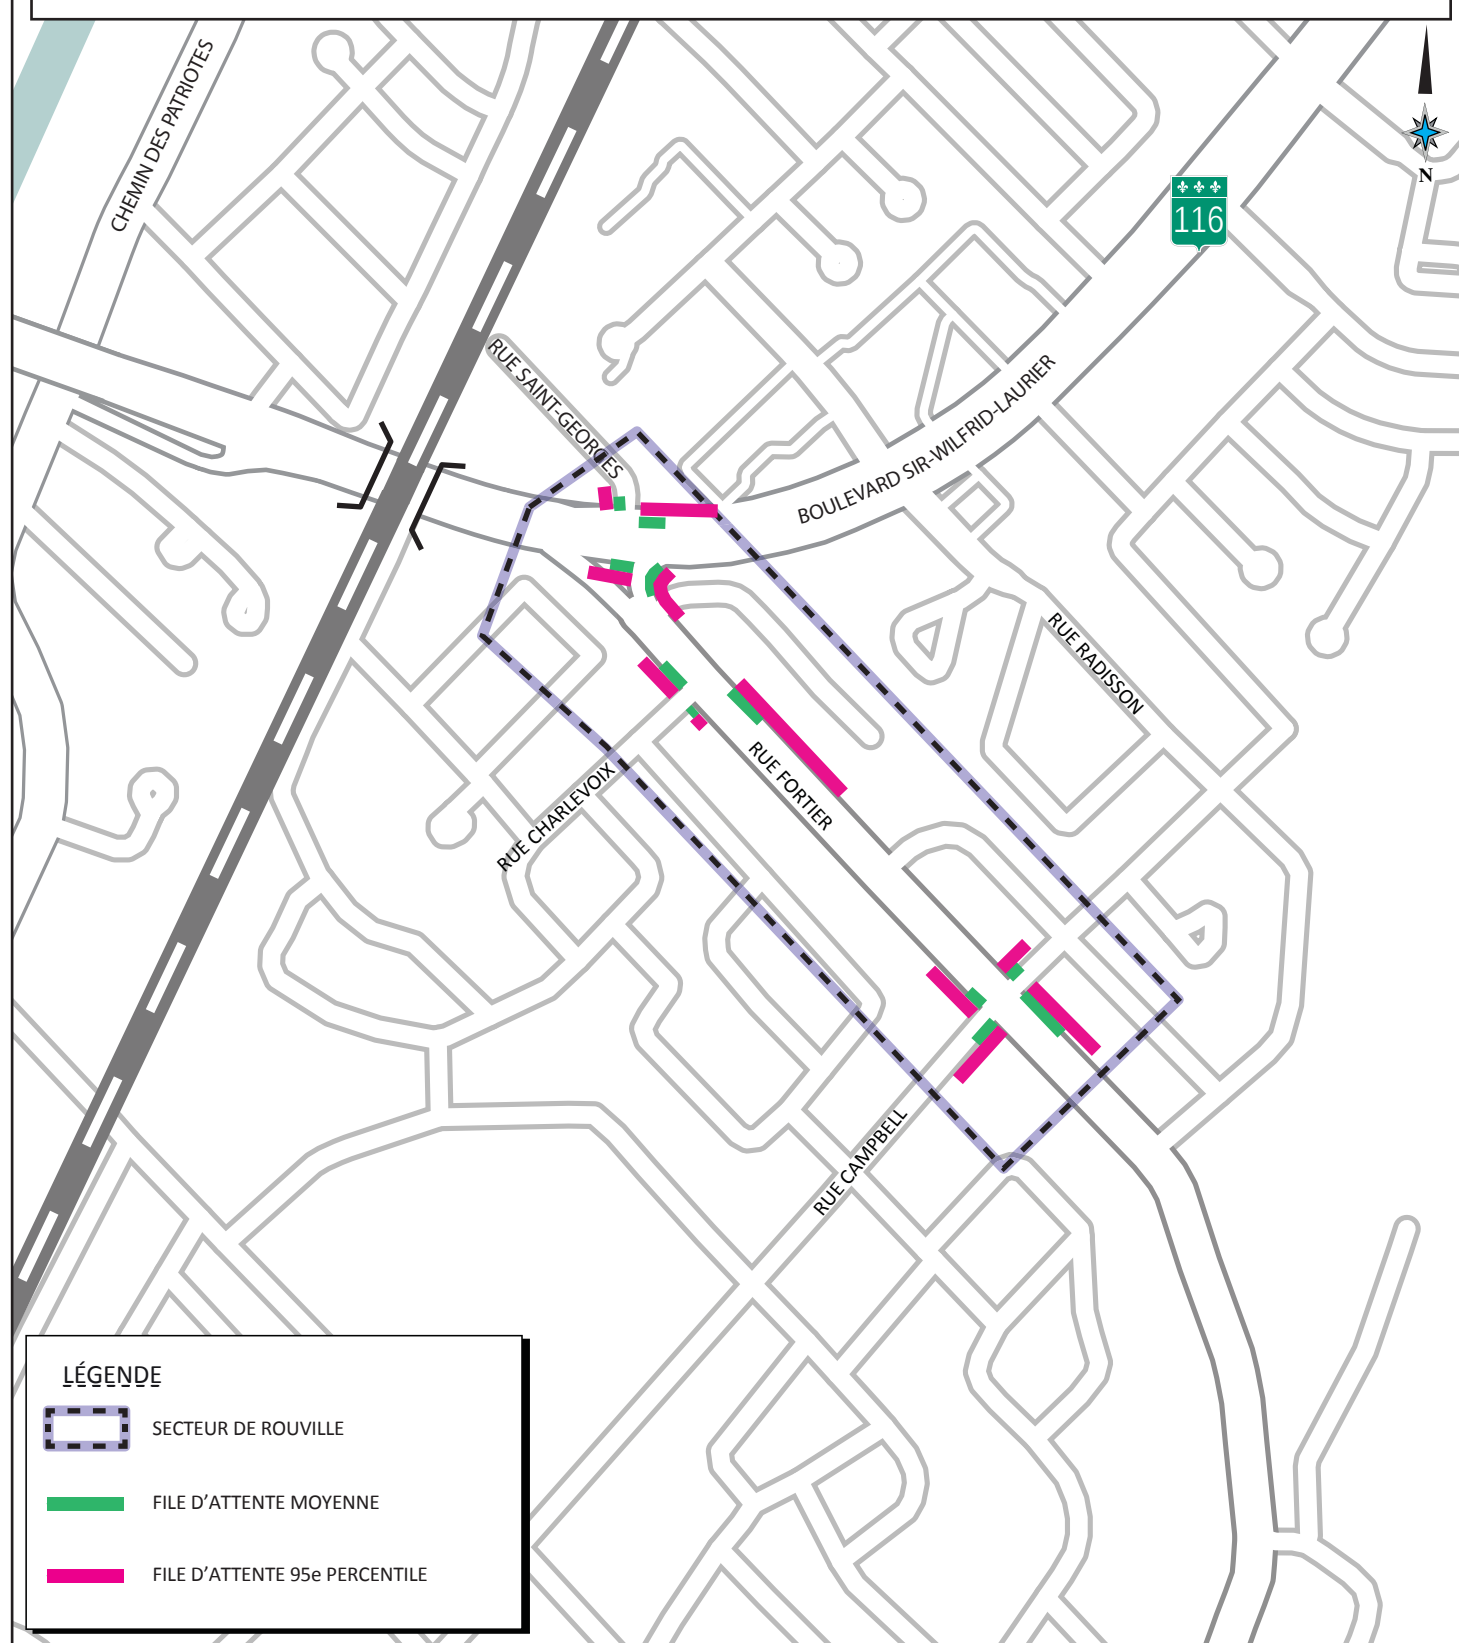 CHEMIN DES PATRIOTES
N
116
RUE SAINT-GEORGES
BOULEVARD SIR-WILFRID-LAURIER
RUE RADISSON
RUE FORTIER
RUE CHARLEVOIX
RUE CAMPBELL
LÉGENDE
SECTEUR DE ROUVILLE
FILE D'ATTENTE MOYENNE
FILE D'ATTENTE 95e PERCENTILE